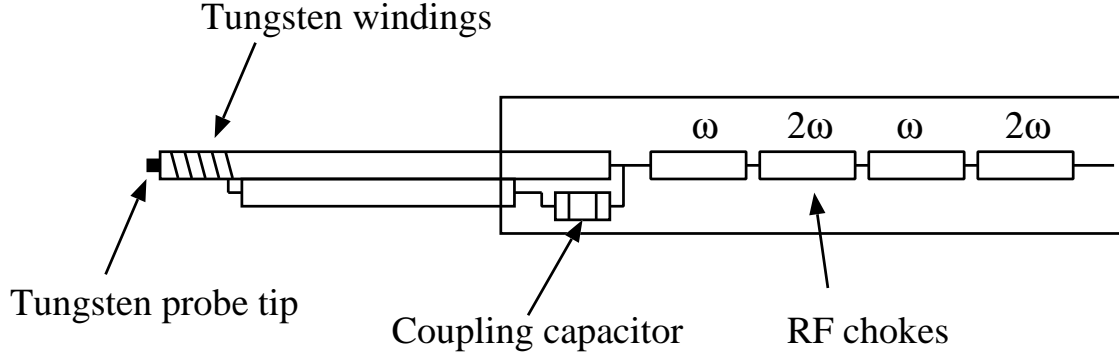 Tungsten windings
ω 2ω ω 2ω
Tungsten probe tip
Coupling capacitor
RF chokes